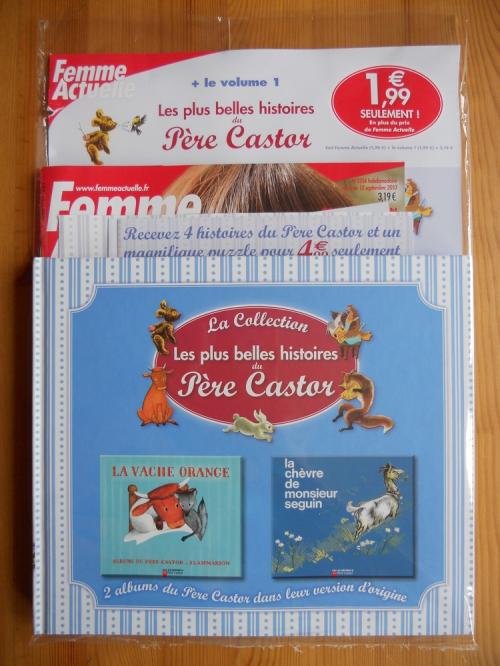 Femme
Actuelle
+ le volume 1
Les plus belles histoires
du
Père Castor
1€,99
SEULEMENT !
En plus du prix
de Femme Actuelle
www.femmeactuelle.fr
Femme
3,19€
Recevez 4 histoires du Père Castor et un
magnifique puzzle pour 4€99 seulement
La Collection
Les plus belles histoires
du
Père Castor
LA VACHE ORANGE
ALBUMS DU PÈRE CASTOR - FLAMMARION
la
chèvre
de
monsieur
seguin
2 albums du Père Castor dans leur version d'origine